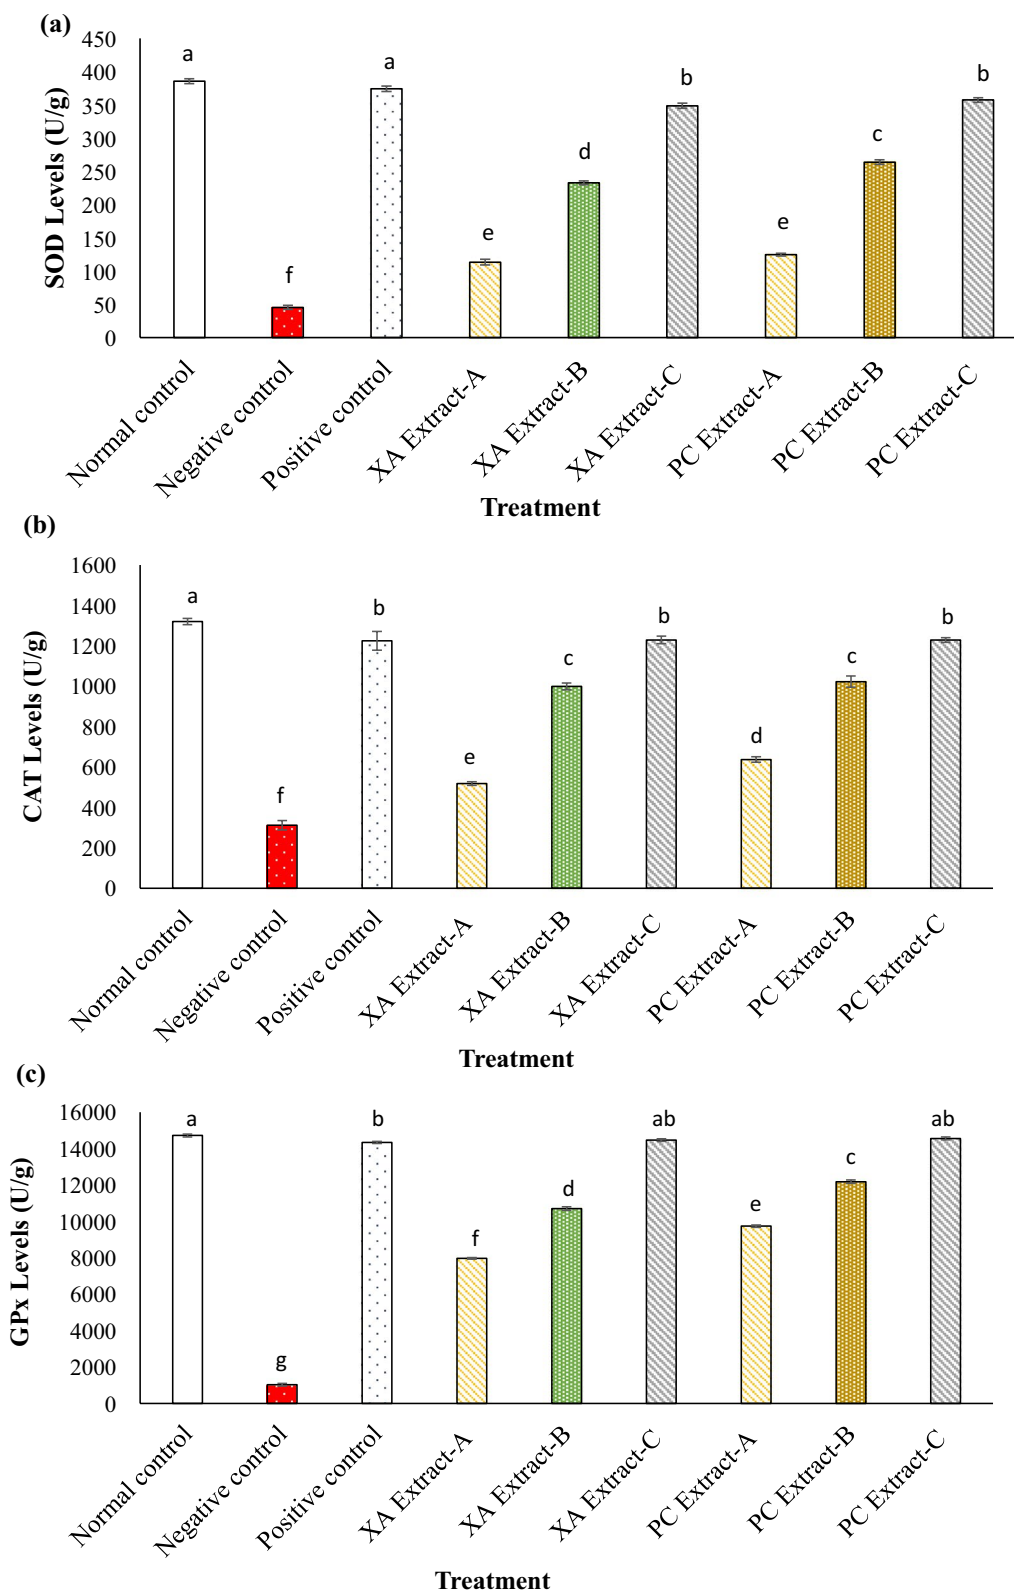 (a)
SOD Levels (U/g)
450
400
350
300
250
200
150
100
50
0
a
f
a
e
d
b
e
c
b
Normal control
Negative control
Positive control
XA Extract-A
XA Extract-B
XA Extract-C
PC Extract-A
PC Extract-B
PC Extract-C
Treatment
(b)
CAT Levels (U/g)
1600
1400
1200
1000
800
600
400
200
0
a
f
b
e
c
b
d
c
b
Normal control
Negative control
Positive control
XA Extract-A
XA Extract-B
XA Extract-C
PC Extract-A
PC Extract-B
PC Extract-C
Treatment
(c)
GPx Levels (U/g)
16000
14000
12000
10000
8000
6000
4000
2000
0
a
g
b
f
d
ab
e
c
ab
Normal control
Negative control
Positive control
XA Extract-A
XA Extract-B
XA Extract-C
PC Extract-A
PC Extract-B
PC Extract-C
Treatment